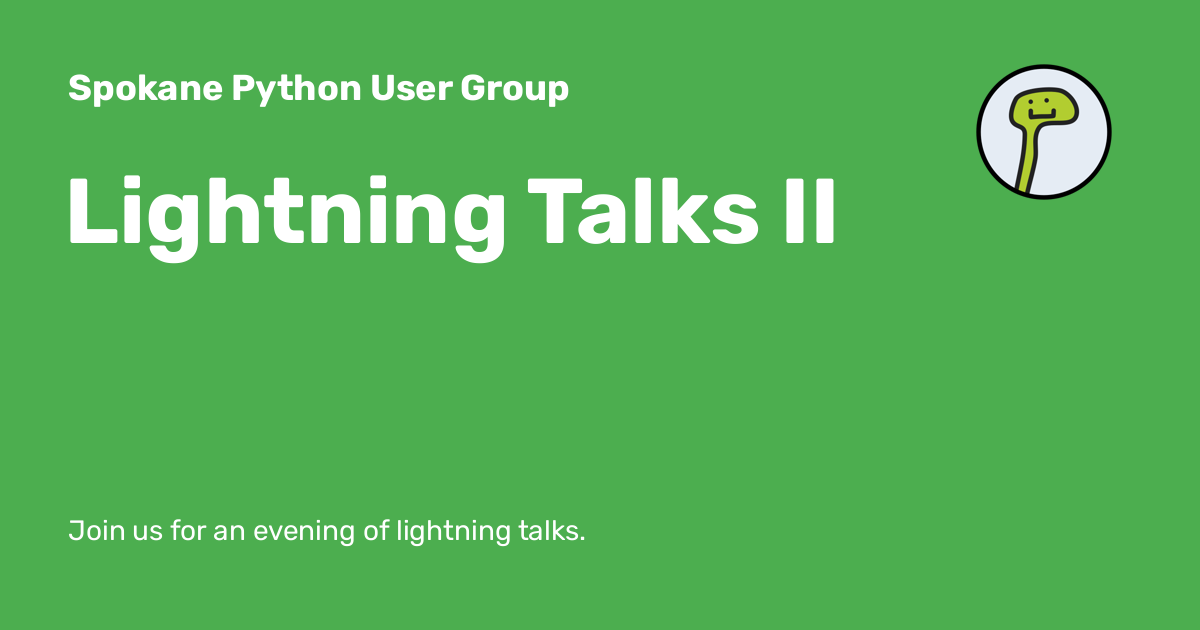 Spokane Python User Group
Lightning Talks II
Join us for an evening of lightning talks.